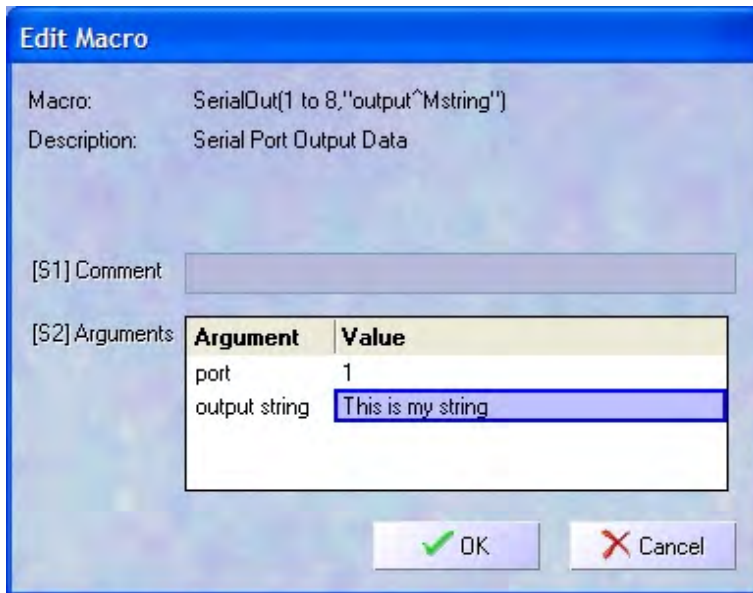 Edit Macro
Macro: SerialOut(1 to 8,"output^Mstring")
Description: Serial Port Output Data
[S1] Comment
[S2] Arguments
Argument Value
port 1
output string This is my string
OK Cancel